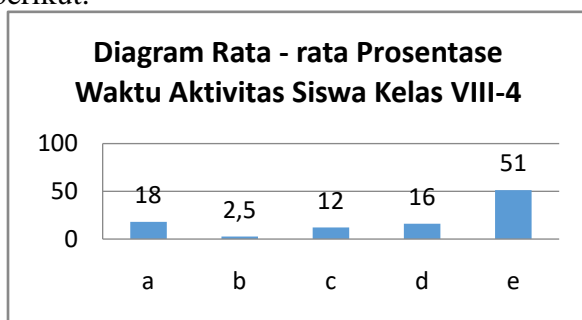 berikut:
Diagram Rata - rata Prosentase
Waktu Aktivitas Siswa Kelas VIII-4
100
50
0
18
2,5
12
16
51
a b c d e